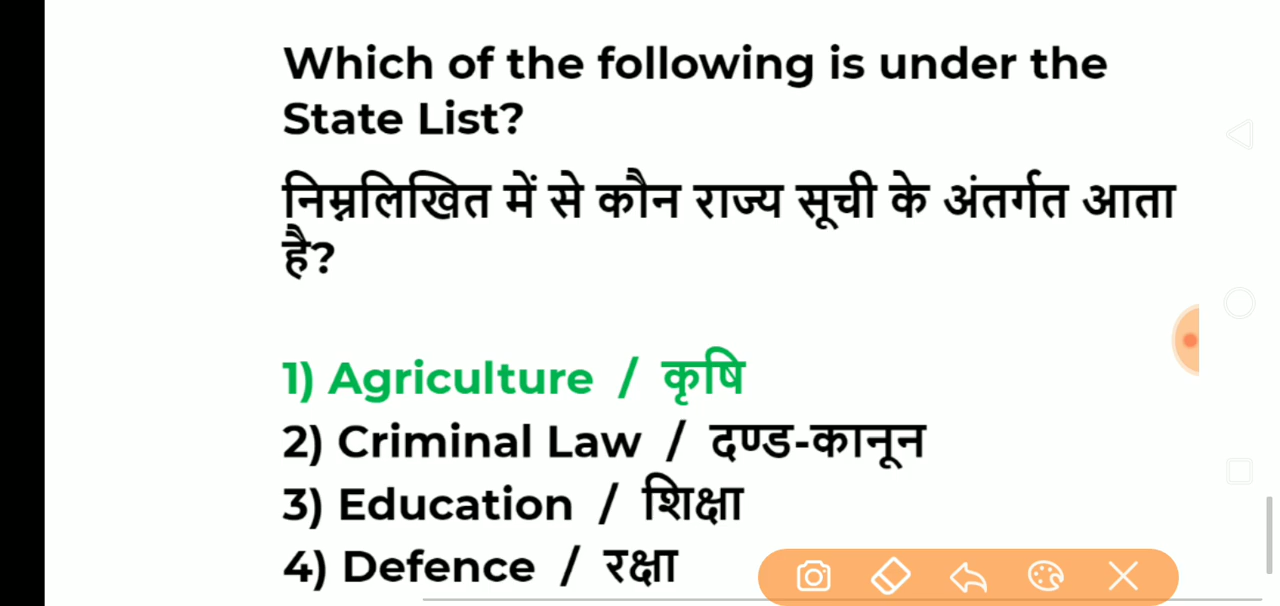 Which of the following is under the
State List?
निम्नलिखित में से कौन राज्य सूची के अंतर्गत आता
है?
1) Agriculture / कृषि
2) Criminal Law / दण्ड-कानून
3) Education / शिक्षा
4) Defence / रक्षा